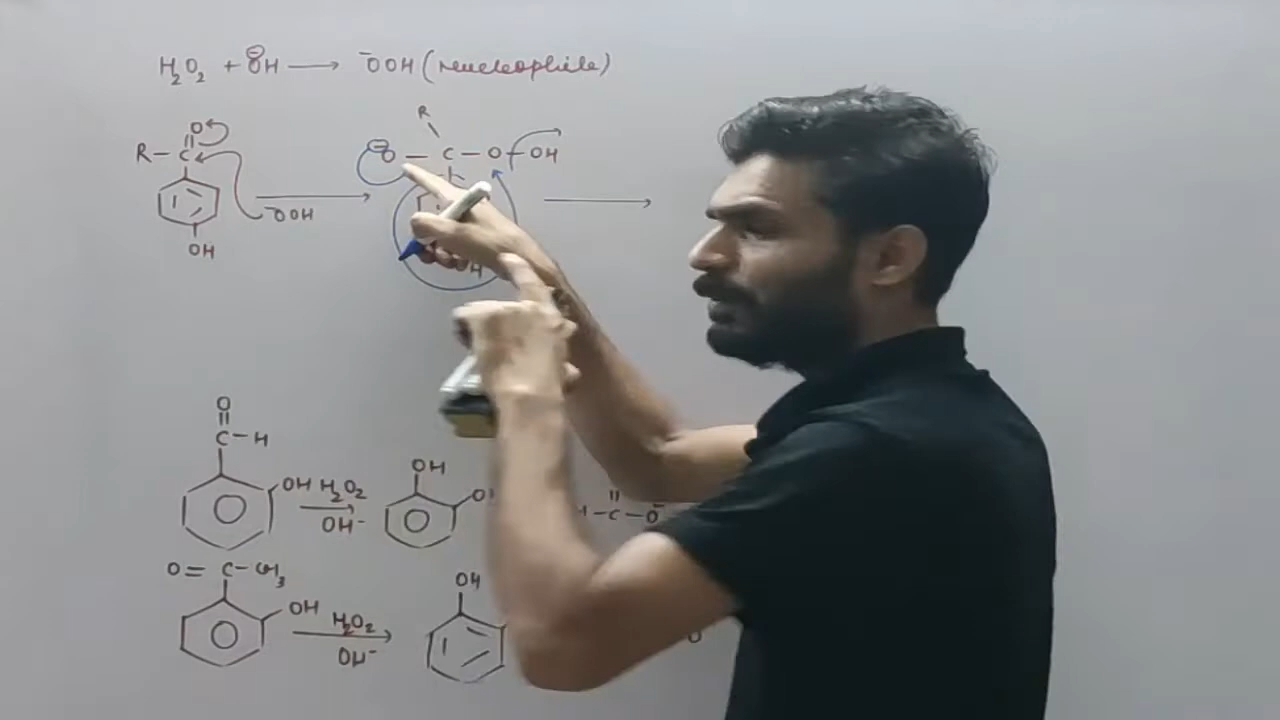 H₂O₂ + ⊖OH ⟶ ⁻OOH (nucleophile)
R
O
R–C
⊖O – C – O – OH
⁻OOH
OH
H
O
C–H
OH H₂O₂
OH⁻
OH
C–O⁻
O= C–CH₃
OH H₂O₂
OH⁻
OH
O